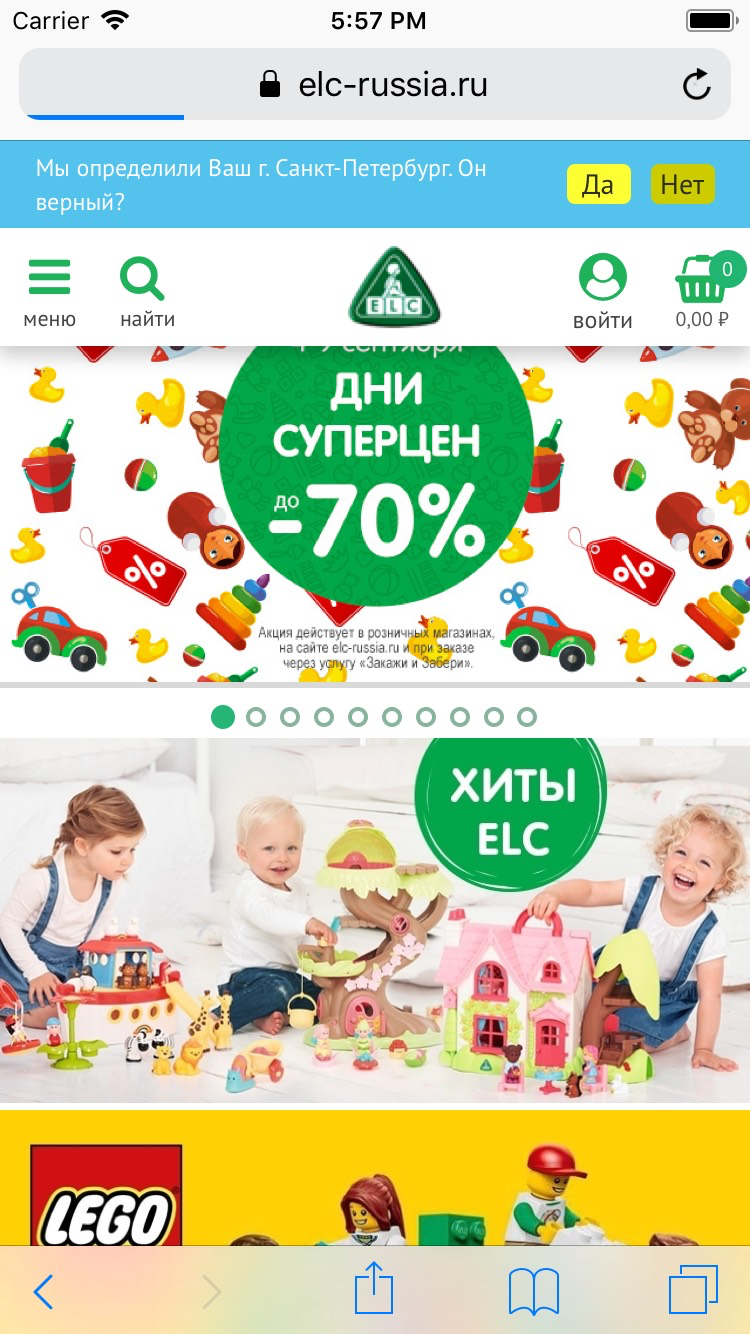 Carrier
5:57 PM
elc-russia.ru
Мы определили Ваш г. Санкт-Петербург. Он
верный?
Да
Нет
меню
найти
ELC
войти
0
0,00 ₽
ДНИ
СУПЕРЦЕН
до
-70%
%
%
Акция действует в розничных магазинах,
на сайте elc-russia.ru и при заказе
через услугу «Закажи и Забери».
ХИТЫ
ELC
LEGO